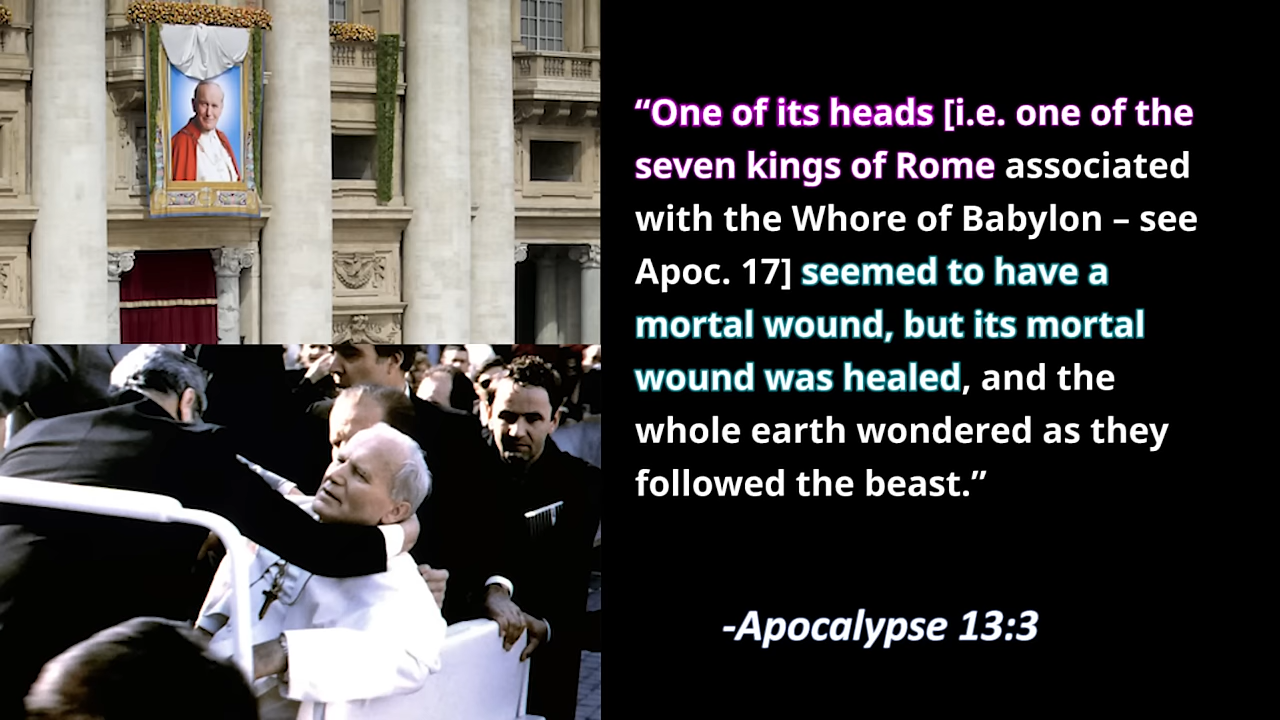 “One of its heads [i.e. one of the
seven kings of Rome associated
with the Whore of Babylon – see
Apoc. 17] seemed to have a
mortal wound, but its mortal
wound was healed, and the
whole earth wondered as they
followed the beast.”
-Apocalypse 13:3